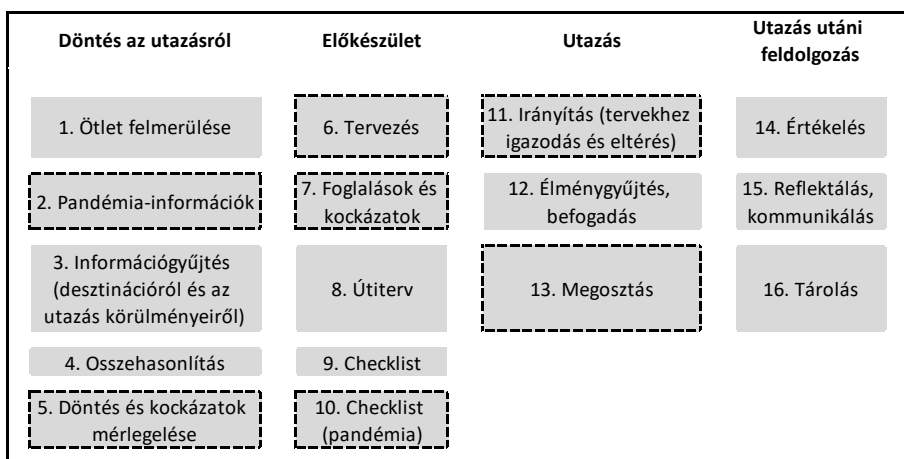 Döntés az utazásról
Előkészület
Utazás
Utazás utáni
feldolgozás
1. Ötlet felmerülése
2. Pandémia-információk
3. Információgyűjtés
(desztinációról és az
utazás körülményeiről)
4. Osszehasonlítás
5. Döntés és kockázatok
mérlegelése
6. Tervezés
7. Foglalások és
kockázatok
8. Útiterv
9. Checklist
10. Checklist
(pandémia)
11. Irányítás (tervekhez
igazodás és eltérés)
12. Élménygyűjtés,
befogadás
13. Megosztás
14. Értékelés
15. Reflektálás,
kommunikálás
16. Tárolás